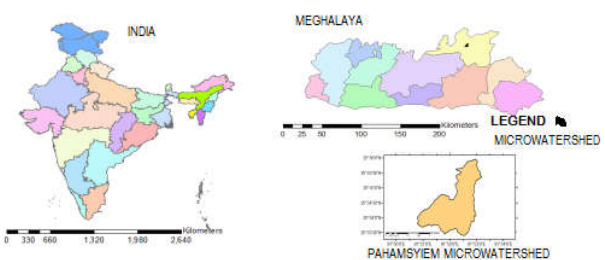 INDIA
MEGHALAYA
LEGEND
MICROWATERSHED
Kilometers
0 25 50 100 150 200
Kilometers
0 330 660 1,320 1,980 2,640
PAHAMSYIEM MICROWATERSHED